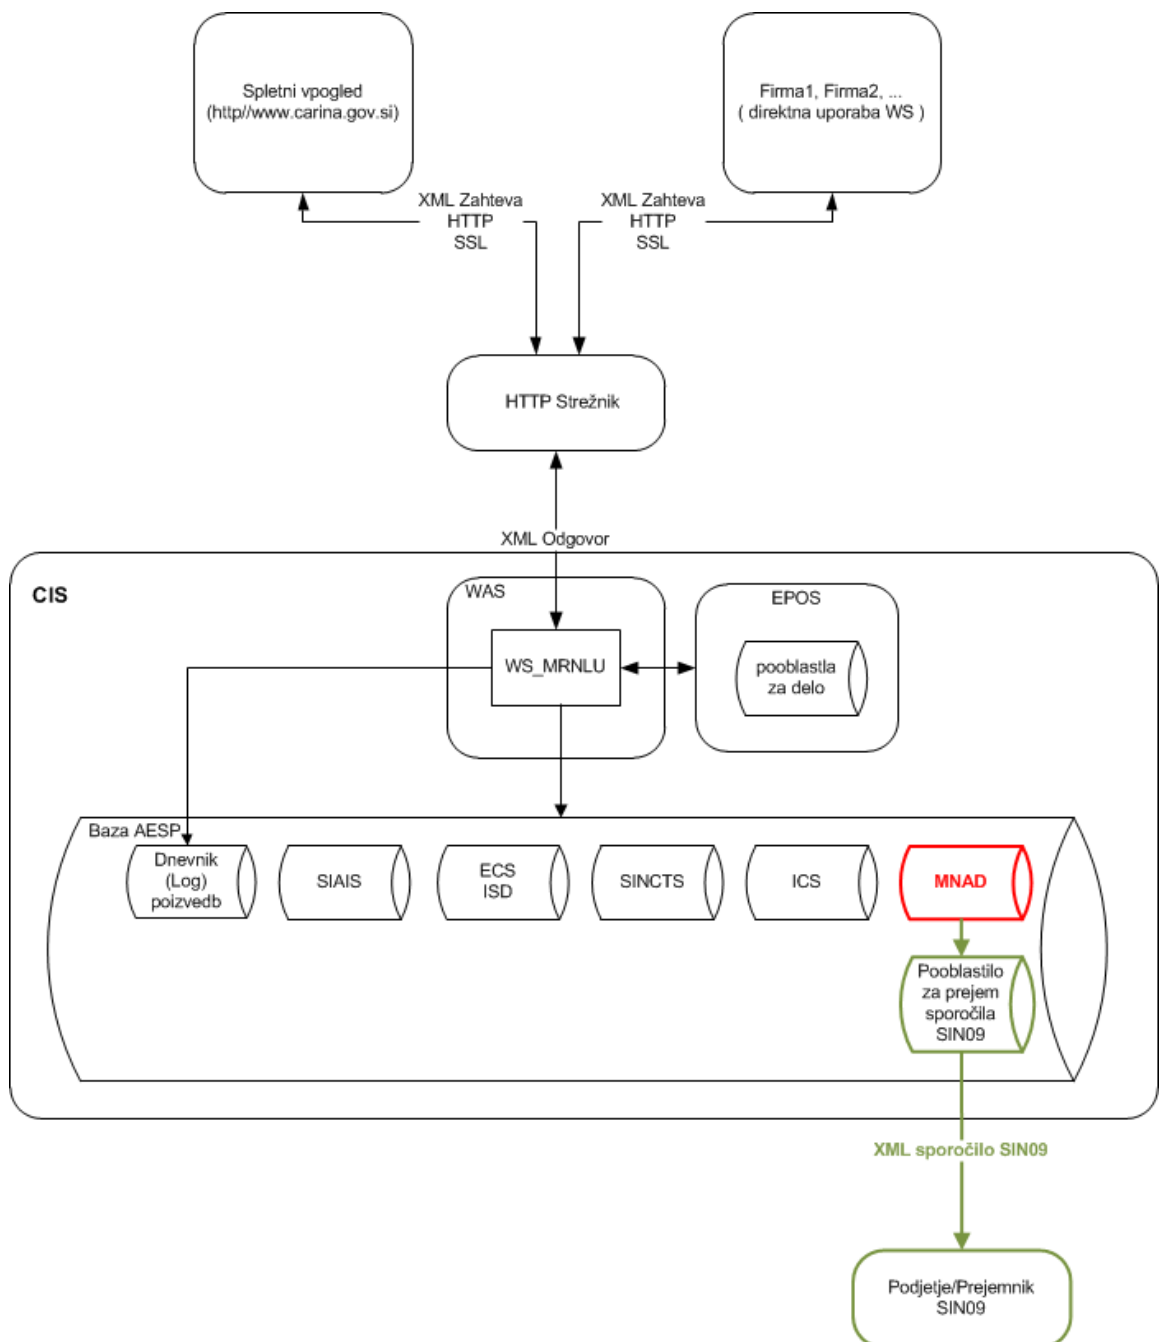 Spletni vpogled
(http//www.carina.gov.si)
Firma1, Firma2, ...
( direktna uporaba WS )
XML Zahteva
HTTP
SSL
XML Zahteva
HTTP
SSL
HTTP Strežnik
XML Odgovor
CIS
WAS
EPOS
WS_MRNLU
pooblastla
za delo
Baza AESP
Dnevnik
(Log)
poizvedb
SIAIS
ECS
ISD
SINCTS
ICS
MNAD
Pooblastilo
za prejem
sporočila
SIN09
XML sporočilo SIN09
Podjetje/Prejemnik
SIN09